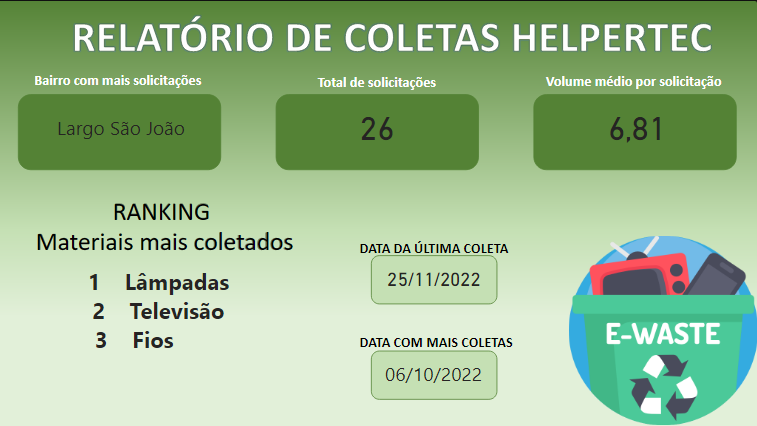 RELATÓRIO DE COLETAS HELPERTEC
Bairro com mais solicitações
Total de solicitações
Volume médio por solicitação
Largo São João
26
6,81
RANKING
Materiais mais coletados
1 Lâmpadas
2 Televisão
3 Fios
DATA DA ÚLTIMA COLETA
25/11/2022
DATA COM MAIS COLETAS
06/10/2022
E-WASTE